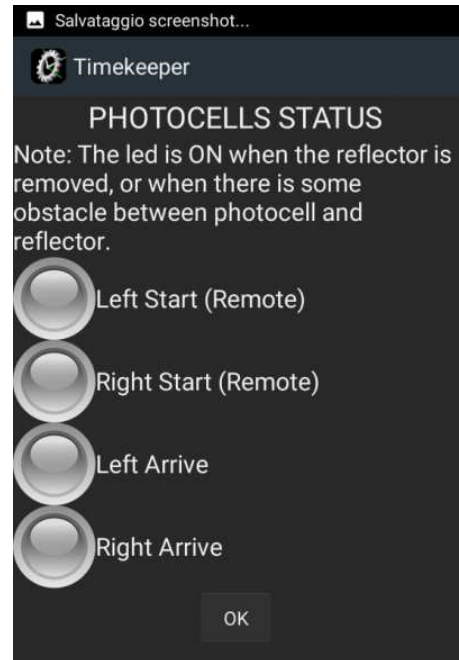 Salvataggio screenshot...
Timekeeper
PHOTOCELLS STATUS
Note: The led is ON when the reflector is
removed, or when there is some
obstacle between photocell and
reflector.
Left Start (Remote)
Right Start (Remote)
Left Arrive
Right Arrive
OK